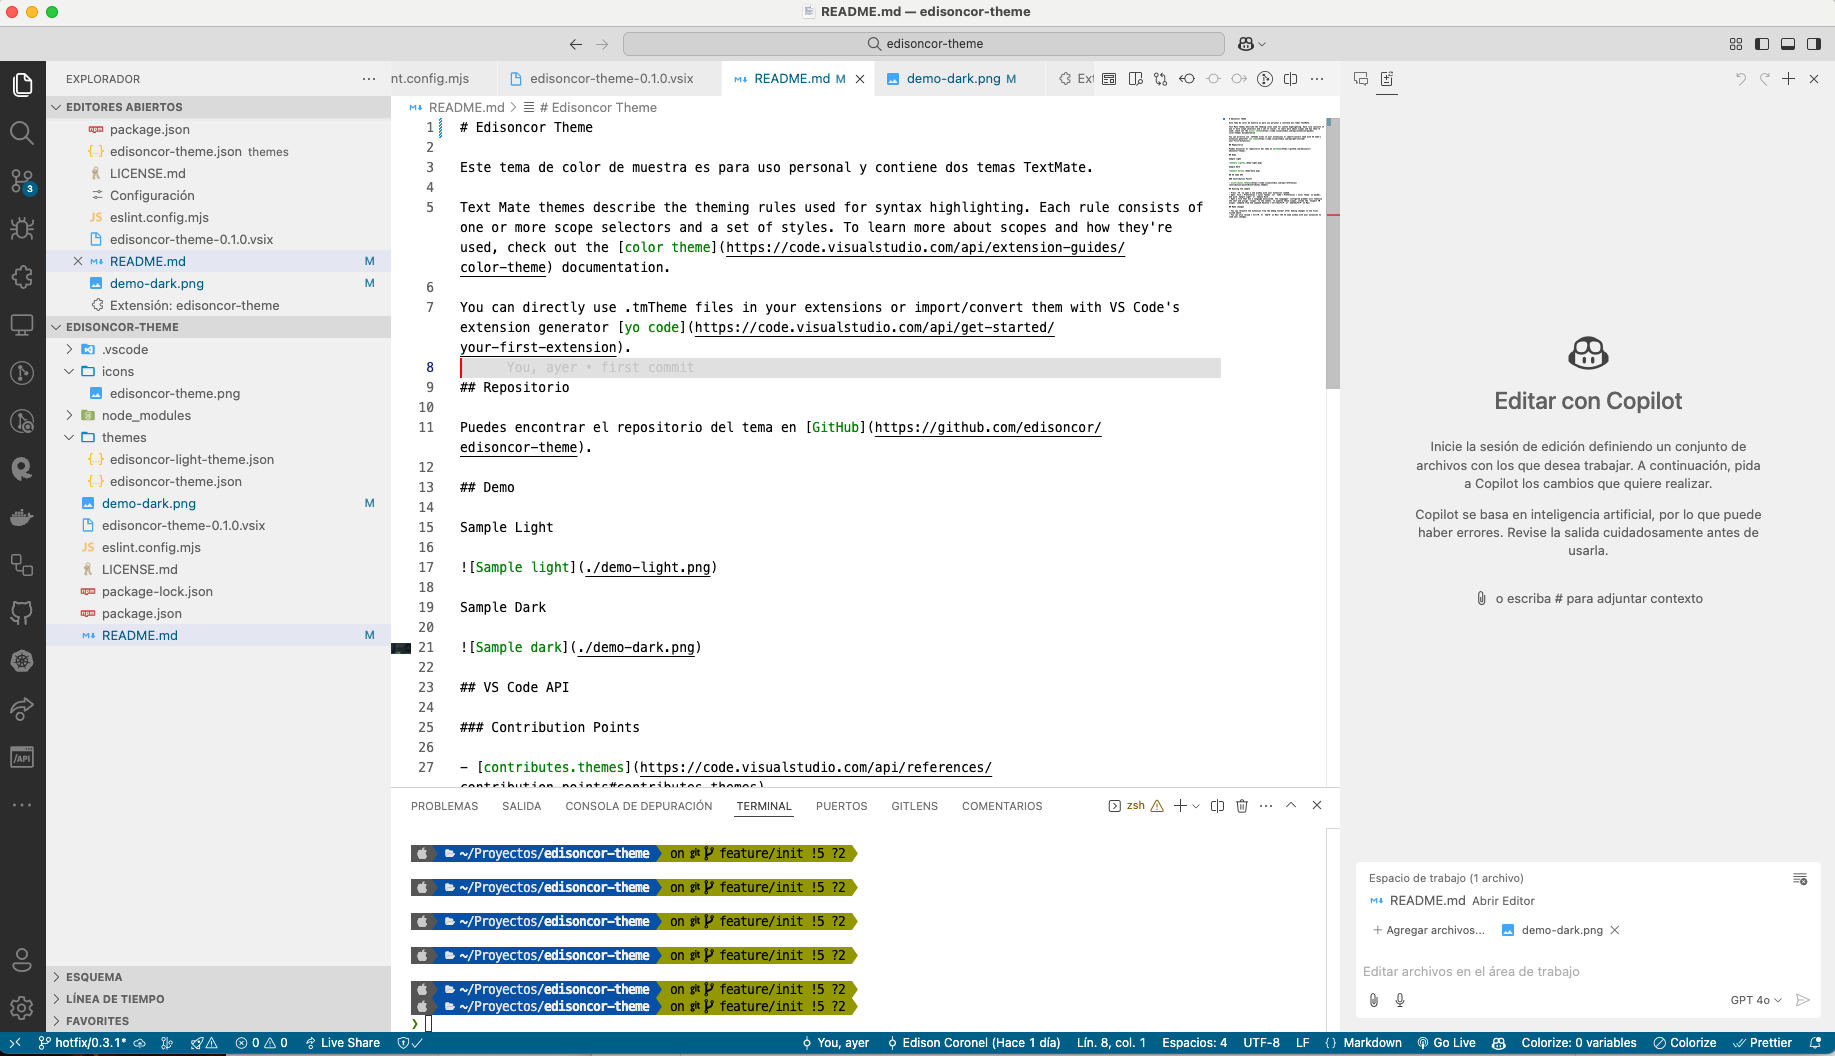 README.md — edisoncor-theme
edisoncor-theme
EXPLORADOR
EDITORES ABIERTOS
package.json
edisoncor-theme.json themes
LICENSE.md
Configuración
JS eslint.config.mjs
edisoncor-theme-0.1.0.vsix
README.md M
demo-dark.png M
Extensión: edisoncor-theme
EDISONCOR-THEME
.vscode
icons
edisoncor-theme.png
node_modules
themes
edisoncor-light-theme.json
edisoncor-theme.json
demo-dark.png M
edisoncor-theme-0.1.0.vsix
JS eslint.config.mjs
LICENSE.md
package-lock.json
package.json
README.md M
ESQUEMA
LÍNEA DE TIEMPO
FAVORITES
3
/API
nt.config.mjs
edisoncor-theme-0.1.0.vsix
README.md M
demo-dark.png M
Ext
README.md > # Edisoncor Theme
1 # Edisoncor Theme
2
3 Este tema de color de muestra es para uso personal y contiene dos temas TextMate.
4
5 Text Mate themes describe the theming rules used for syntax highlighting. Each rule consists of
one or more scope selectors and a set of styles. To learn more about scopes and how they're
used, check out the [color theme](https://code.visualstudio.com/api/extension-guides/
color-theme) documentation.
6
7 You can directly use .tmTheme files in your extensions or import/convert them with VS Code's
extension generator [yo code](https://code.visualstudio.com/api/get-started/
your-first-extension).
8 You, ayer • first commit
9 ## Repositorio
10
11 Puedes encontrar el repositorio del tema en [GitHub](https://github.com/edisoncor/
edisoncor-theme).
12
13 ## Demo
14
15 Sample Light
16
17 ![Sample light](./demo-light.png)
18
19 Sample Dark
20
21 ![Sample dark](./demo-dark.png)
22
23 ## VS Code API
24
25 ### Contribution Points
26
27 - [contributes.themes](https://code.visualstudio.com/api/references/
contribution-points#contributes.themes)
PROBLEMAS SALIDA CONSOLA DE DEPURACIÓN TERMINAL PUERTOS GITLENS COMENTARIOS
zsh
~/Proyectos/edisoncor-theme on git feature/init !5 ?2
~/Proyectos/edisoncor-theme on git feature/init !5 ?2
~/Proyectos/edisoncor-theme on git feature/init !5 ?2
~/Proyectos/edisoncor-theme on git feature/init !5 ?2
~/Proyectos/edisoncor-theme on git feature/init !5 ?2
~/Proyectos/edisoncor-theme on git feature/init !5 ?2
❯
Editar con Copilot
Inicie la sesión de edición definiendo un conjunto de
archivos con los que desea trabajar. A continuación, pida
a Copilot los cambios que quiere realizar.
Copilot se basa en inteligencia artificial, por lo que puede
haber errores. Revise la salida cuidadosamente antes de
usarla.
o escriba # para adjuntar contexto
Espacio de trabajo (1 archivo)
README.md Abrir Editor
+ Agregar archivos...
demo-dark.png
Editar archivos en el área de trabajo
GPT 4o
hotfix/0.3.1* 0 0 Live Share
You, ayer Edison Coronel (Hace 1 día) Lín. 8, col. 1 Espacios: 4 UTF-8 LF {} Markdown Go Live Colorize: 0 variables Colorize Prettier